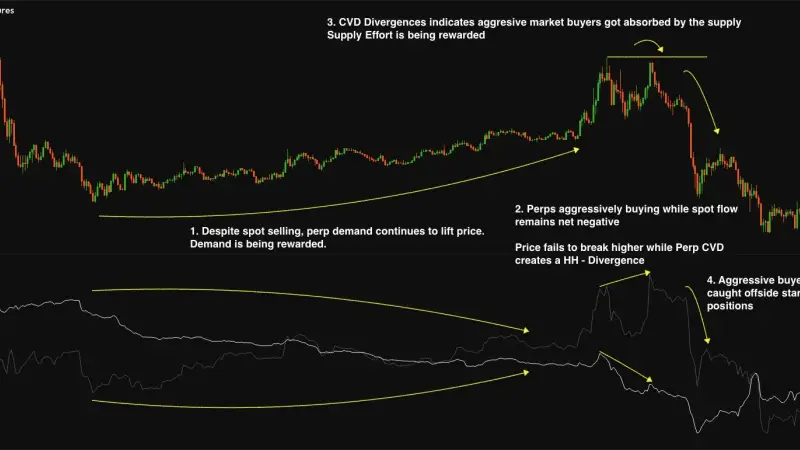 3. CVD Divergences indicates aggresive market buyers got absorbed by the supply
Supply Effort is being rewarded
1. Despite spot selling, perp demand continues to lift price.
Demand is being rewarded.
2. Perps aggressively buying while spot flow
remains net negative
Price fails to break higher while Perp CVD
creates a HH - Divergence
4. Aggressive buye
caught offside star
positions